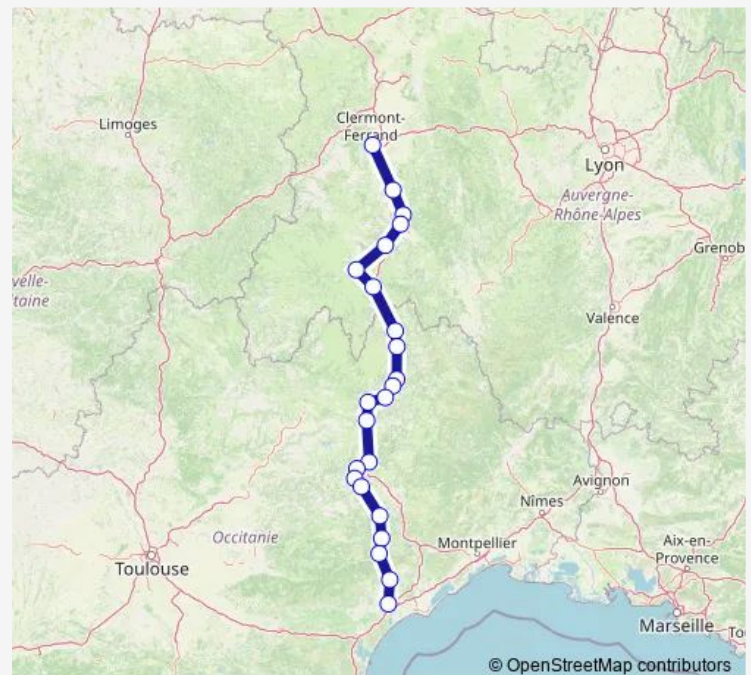 Limoges
Clermont-
Ferrand
Lyon
Auvergne-
Rhône-Alpes
Grenob
velle-
taine
Valence
Avignon
Nîmes
Occitanie
Montpellier
Aix-en-
Provence
Toulouse
Marseille
To
© OpenStreetMap contributors